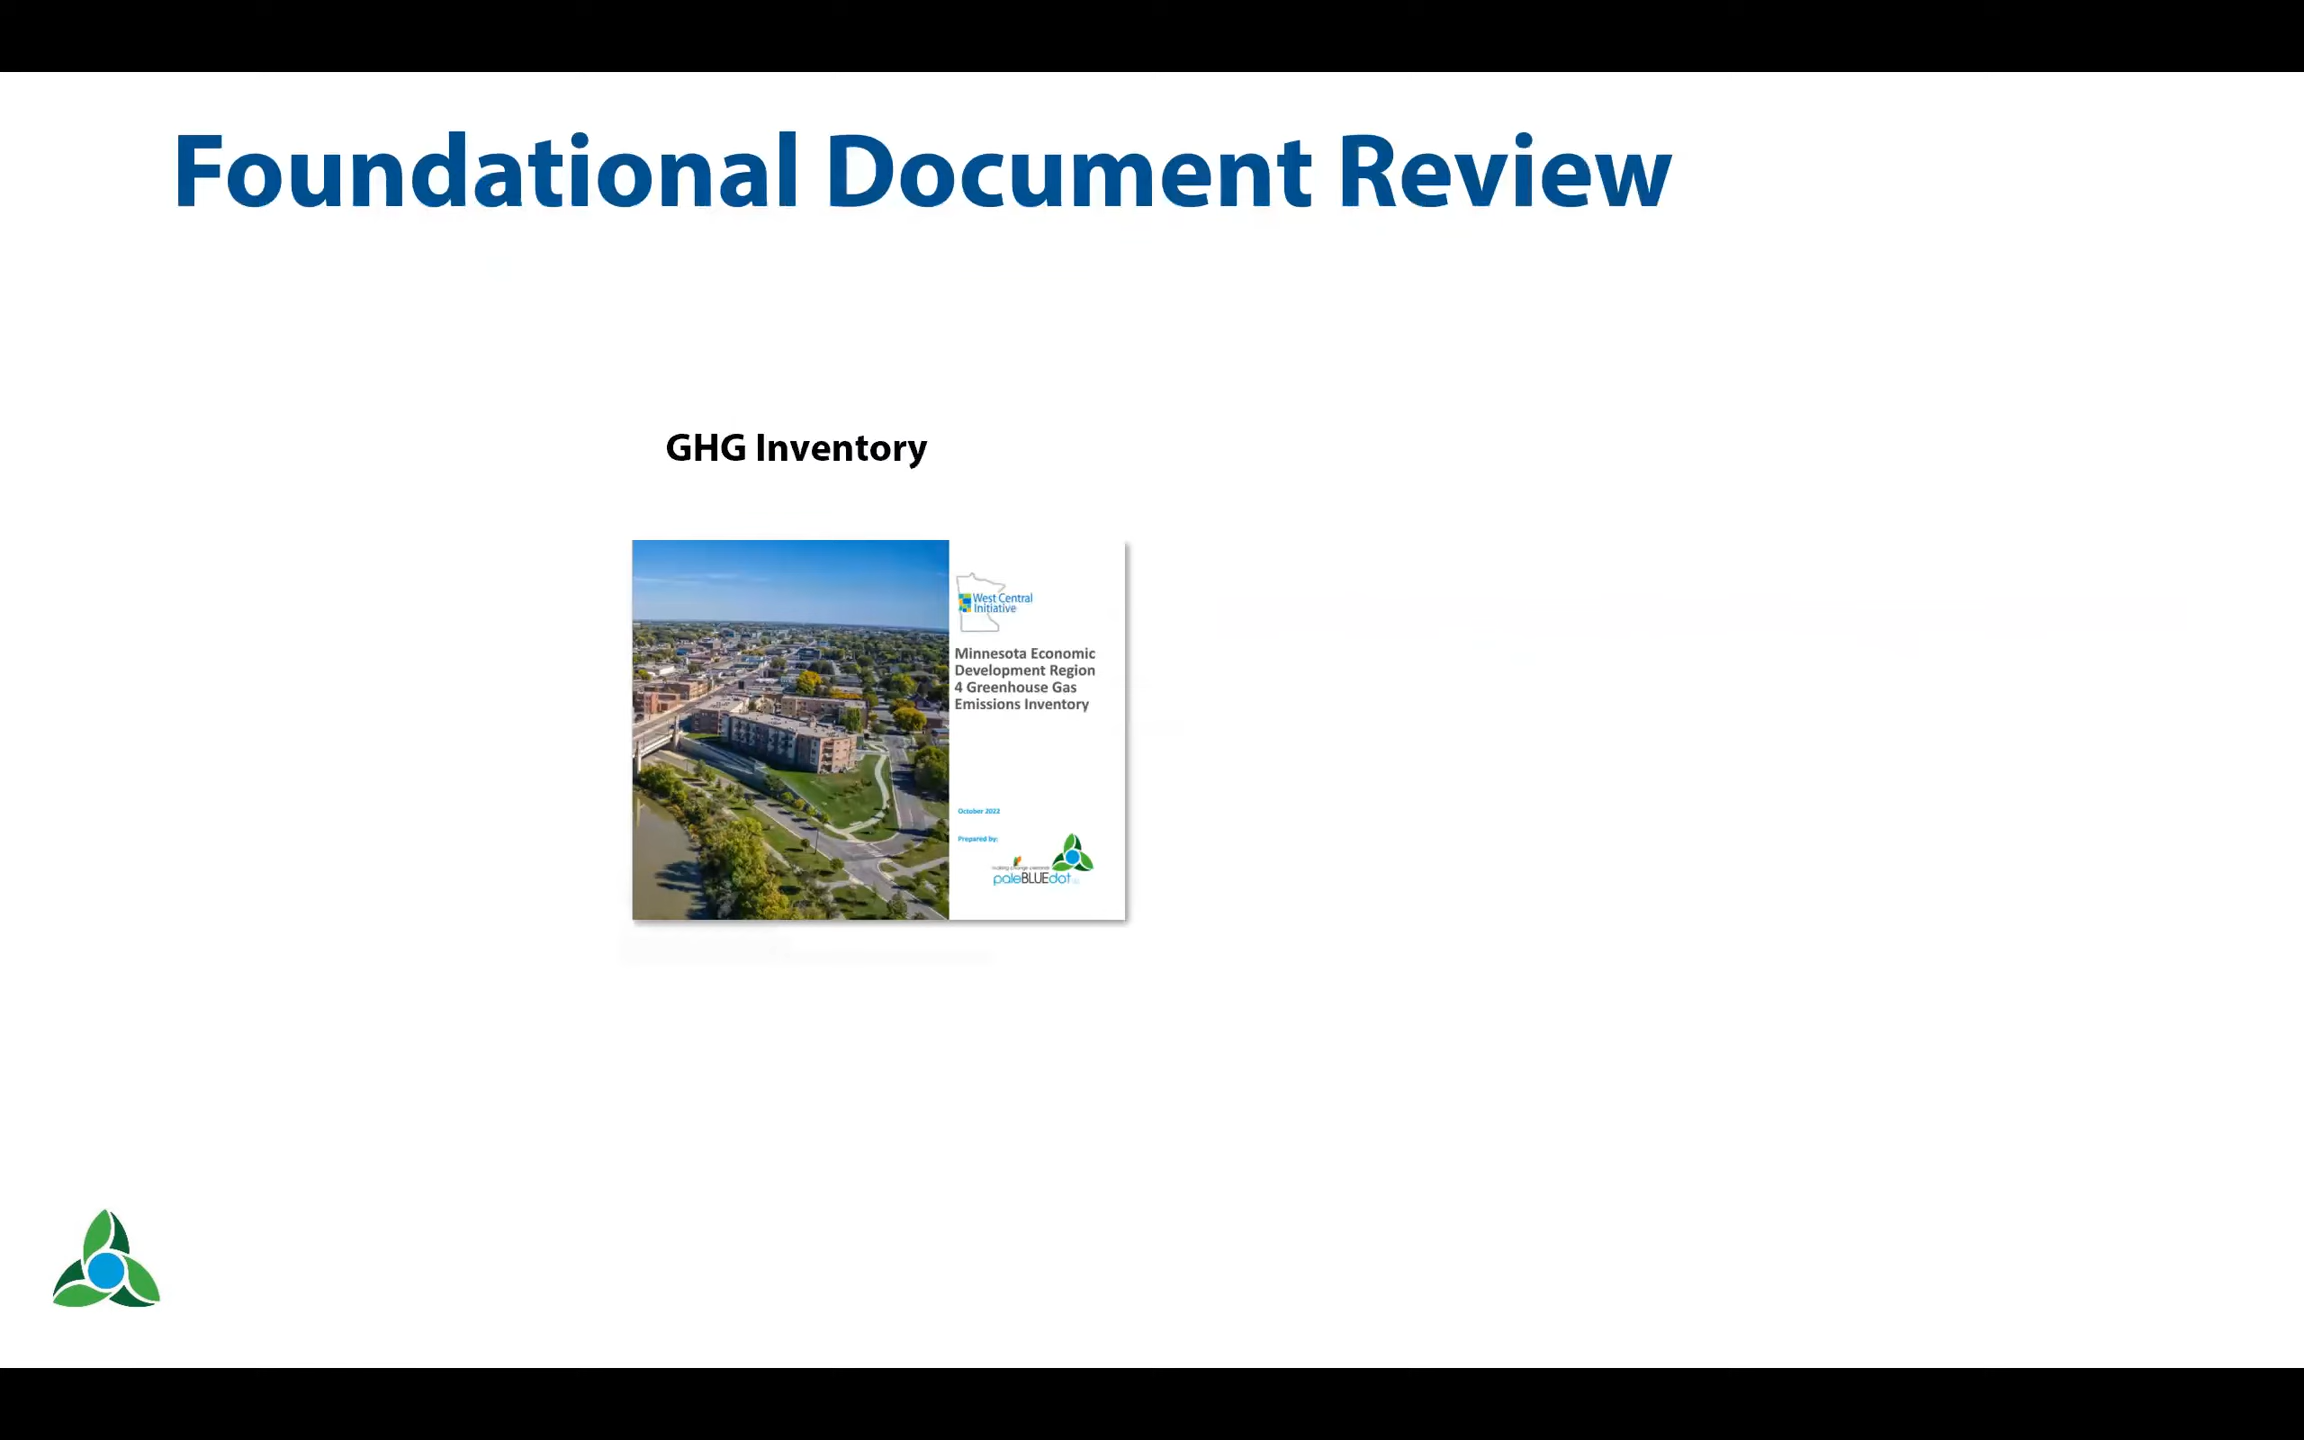 Foundational Document Review
GHG Inventory
West Central
Initiative
Minnesota Economic
Development Region
4 Greenhouse Gas
Emissions Inventory
October 2022
Prepared by:
paleBLUEdot